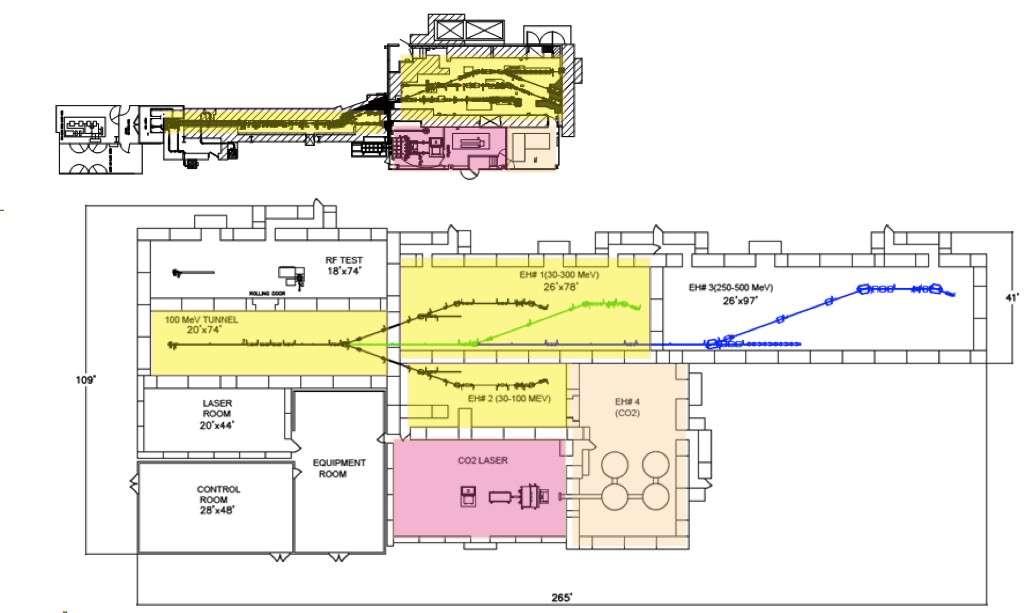 RF TEST
18'x74'
ROLLING DOOR
EH# 1(30-300 MeV)
26'x78'
EH# 3(250-500 MeV)
26'x97'
41'
100 MeV TUNNEL
20'x74'
109'
EH# 2 (30-100 MEV)
EH# 4
(CO2)
LASER
ROOM
20'x44'
EQUIPMENT
ROOM
CO2 LASER
CONTROL
ROOM
28'x48'
265'